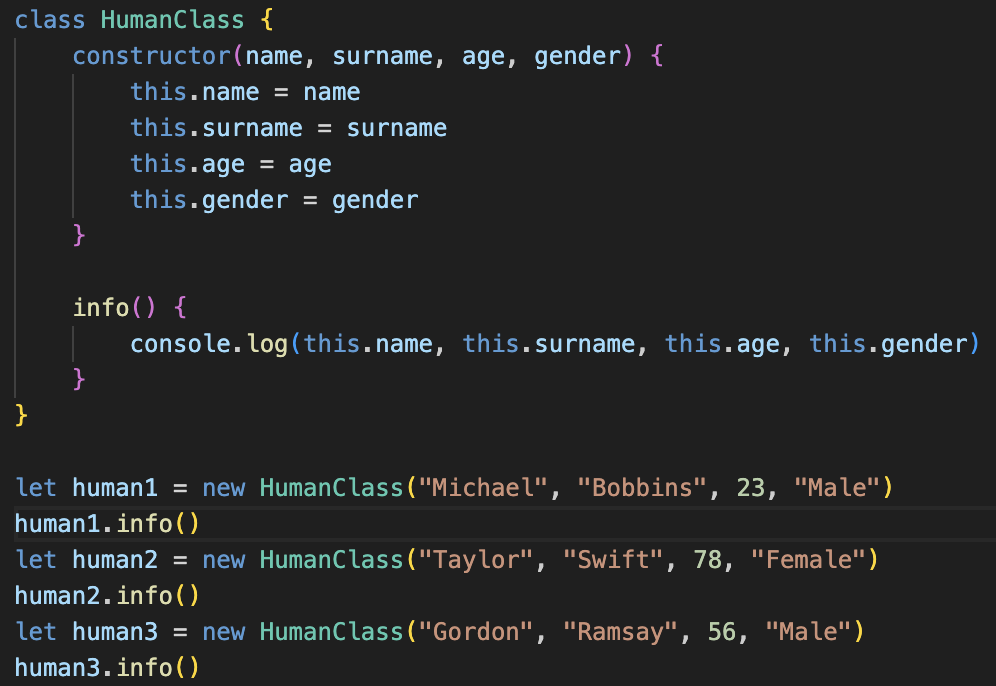 class HumanClass {
    constructor(name, surname, age, gender) {
        this.name = name
        this.surname = surname
        this.age = age
        this.gender = gender
    }

    info() {
        console.log(this.name, this.surname, this.age, this.gender)
    }
}

let human1 = new HumanClass("Michael", "Bobbins", 23, "Male")
human1.info()
let human2 = new HumanClass("Taylor", "Swift", 78, "Female")
human2.info()
let human3 = new HumanClass("Gordon", "Ramsay", 56, "Male")
human3.info()